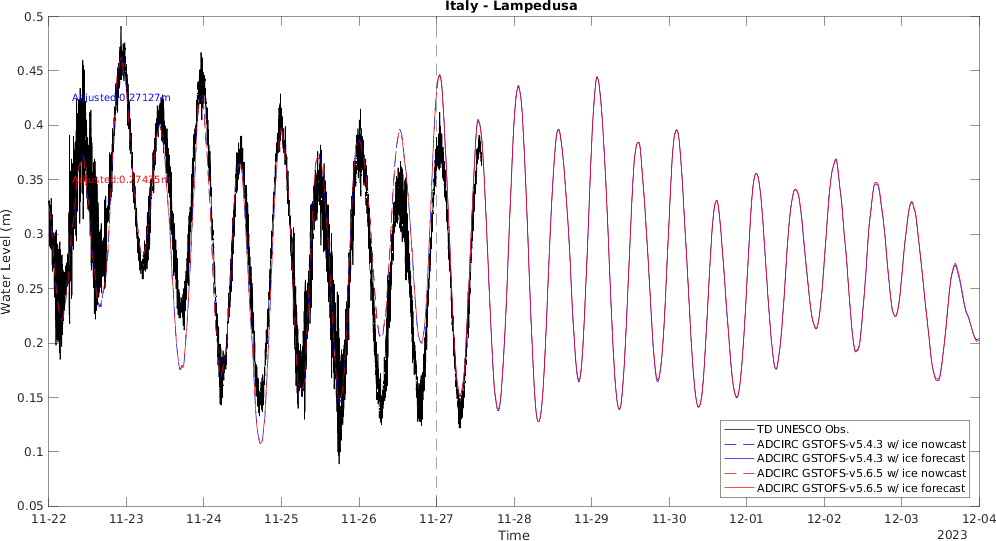 Italy - Lampedusa
0.5
0.45
0.4
0.35
0.3
0.25
0.2
0.15
0.1
0.05
Water Level (m)
Adjusted:0.27127m
Adjusted:0.27425m
TD UNESCO Obs.
ADCIRC GSTOFS-v5.4.3 w/ ice nowcast
ADCIRC GSTOFS-v5.4.3 w/ ice forecast
ADCIRC GSTOFS-v5.6.5 w/ ice nowcast
ADCIRC GSTOFS-v5.6.5 w/ ice forecast
11-22 11-23 11-24 11-25 11-26 11-27 11-28 11-29 11-30 12-01 12-02 12-03 12-04
Time
2023